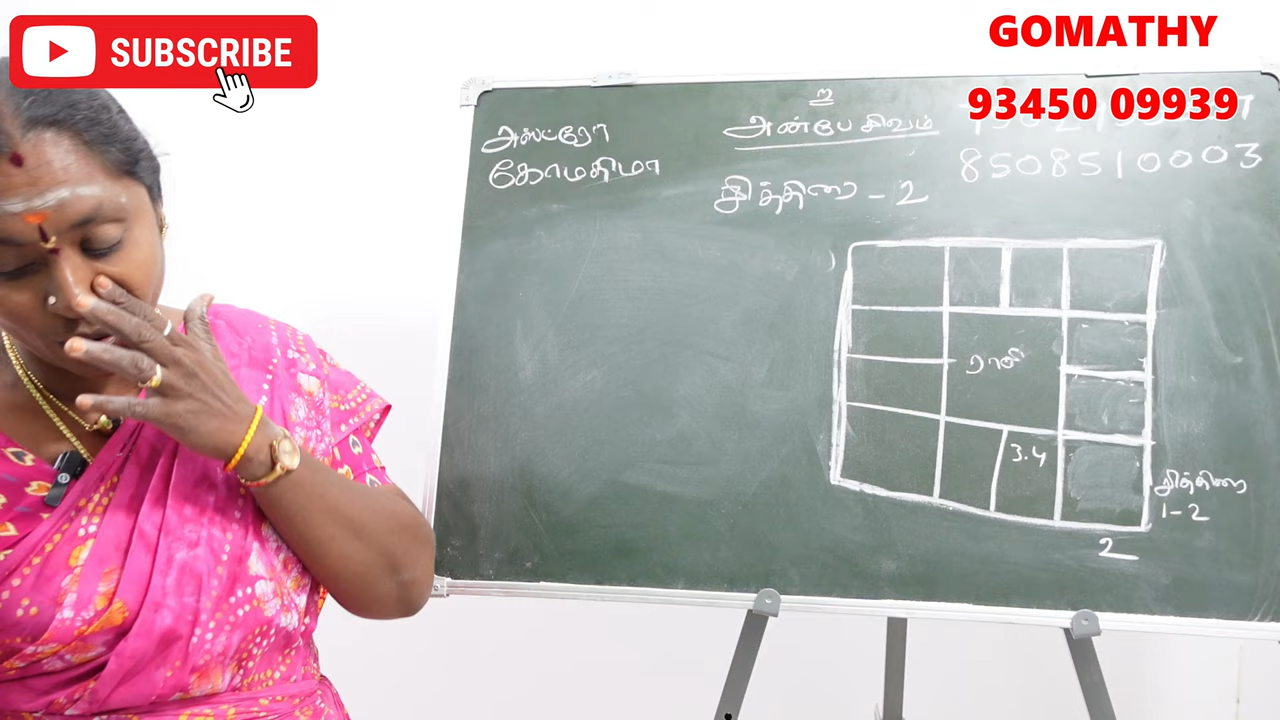 SUBSCRIBE
GOMATHY
93450 09939
உ
அன்பே சிவம்
அஸ்ட்ரோ
கோமதிமா
8508510003
சித்திரை - 2
ராசி
3.4
சித்திரை
1-2
2